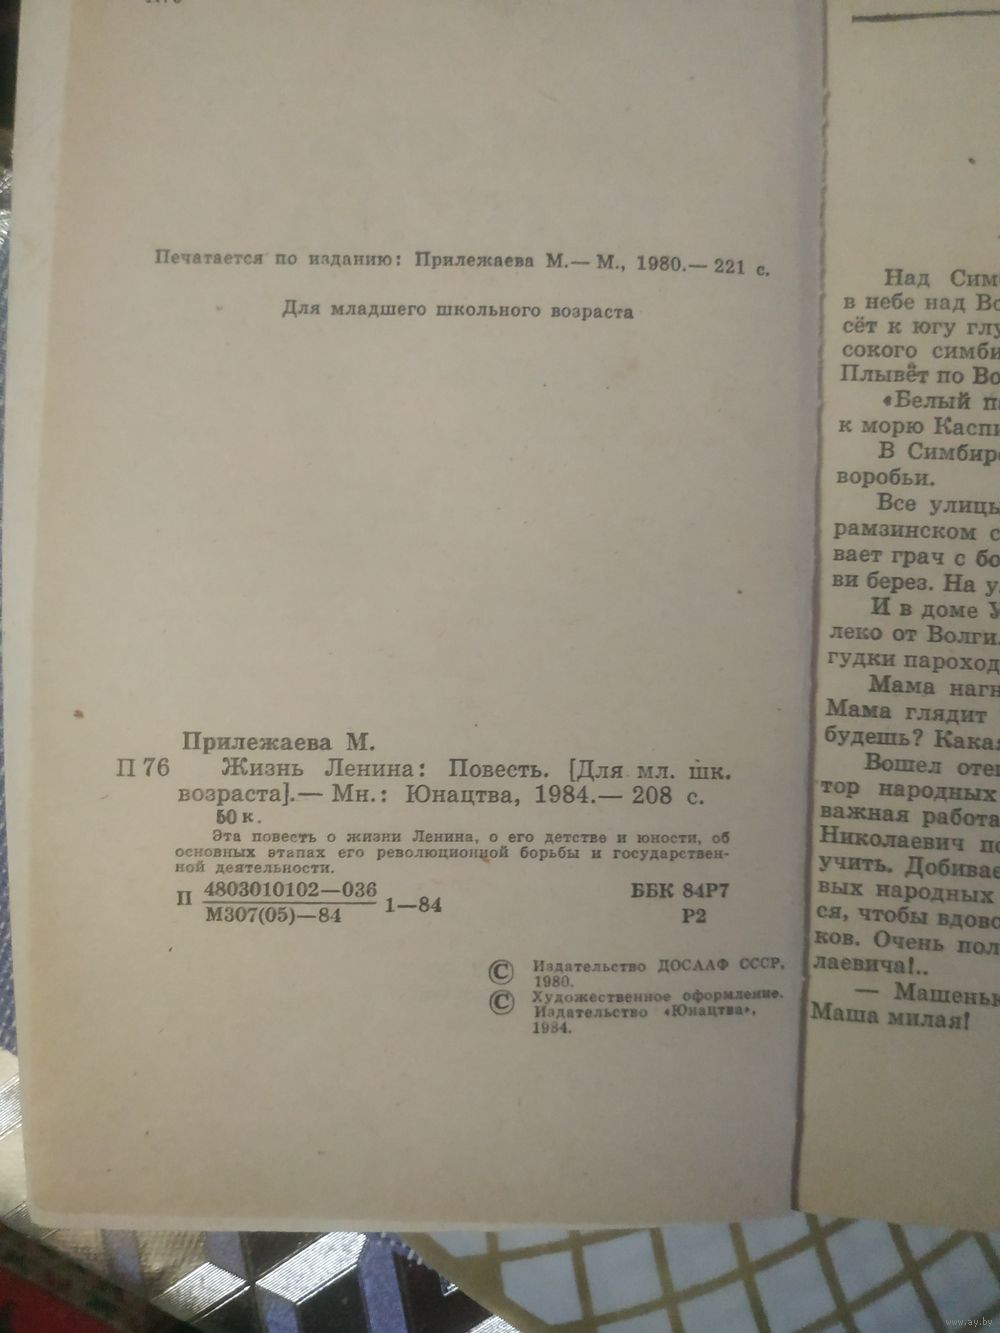 Печатается по изданию: Прилежаева М.— М., 1980.— 221 с.
Для младшего школьного возраста
Прилежаева М.
П 76 Жизнь Ленина: Повесть. [Для мл. шк.
возраста].— Мн.: Юнацтва, 1984.— 208 с.
50 к.
Эта повесть о жизни Ленина, о его детстве и юности, об
основных этапах его революционной борьбы и государствен-
ной деятельности.
П 4803010102—036
М307(05)—84
1—84
ББК 84Р7
Р2
© Издательство ДОСААФ СССР,
1980.
© Художественное оформление.
Издательство «Юнацтва»,
1984.
Над Сим
в небе над Во
сёт к югу глу
сокого симби
Плывёт по Во
«Белый п
к морю Касп
В Симбир
воробьи.
Все улицы
рамзинском с
вает грач с бо
ви берез. На у
И в доме
леко от Волги.
гудки пароход
Мама нагн
Мама глядит
будешь? Кака
Вошел оте
тор народных
важная работа
Николаевич по
учить. Добивае
вых народных
ся, чтобы вдово
ков. Очень пол
лаевича!..
— Машеньк
Маша милая!
www.ay.by